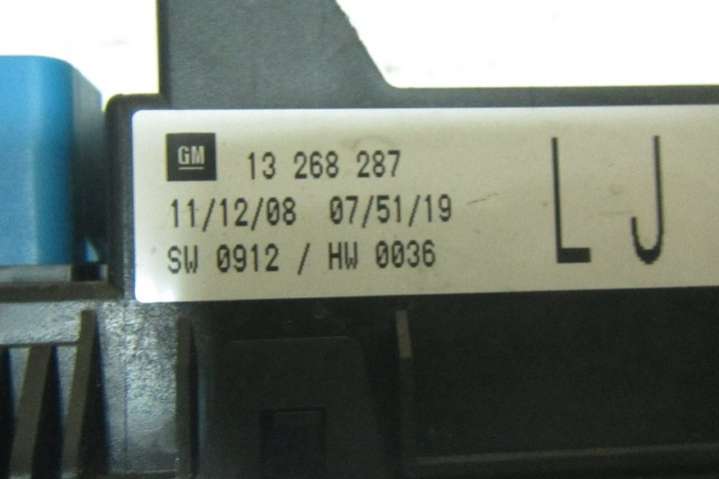 GM 13 268 287
11/12/08 07/51/19
SW 0912 / HW 0036
LJ